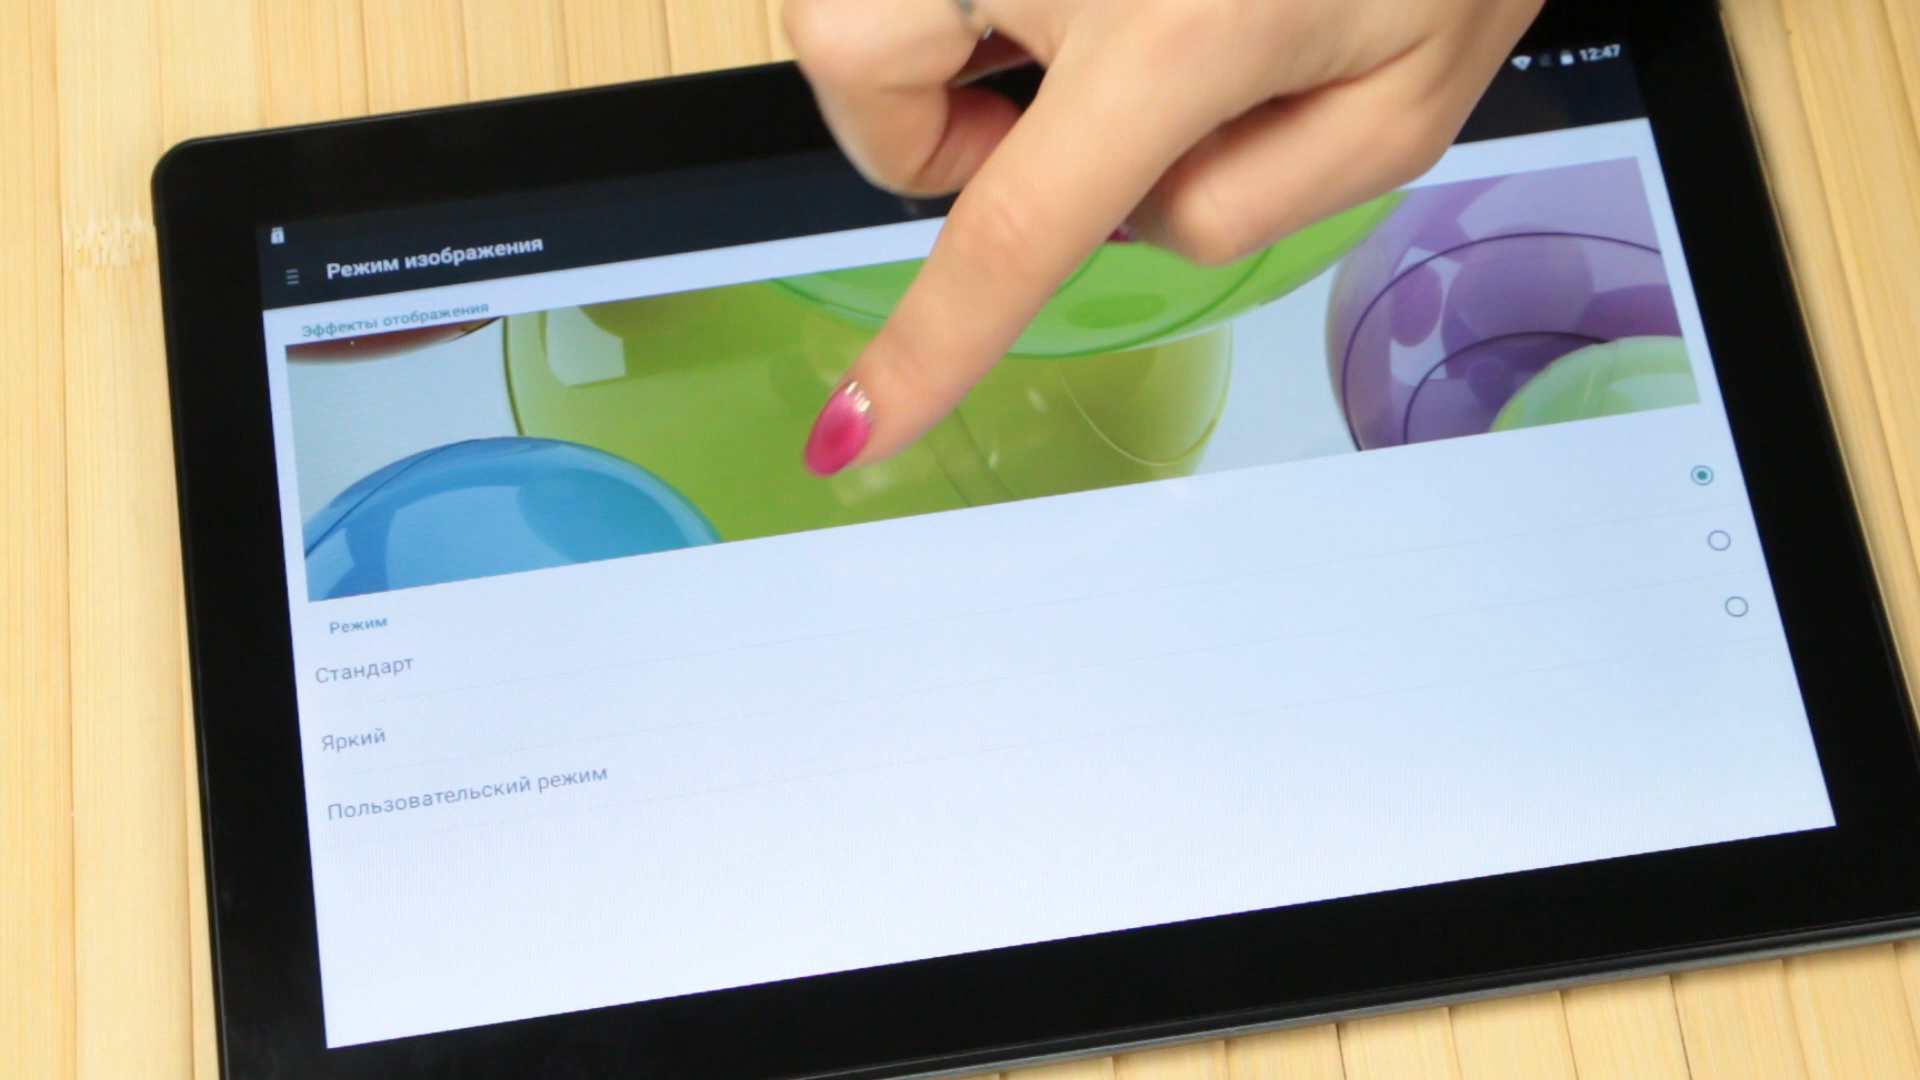 12:47
Режим изображения
Эффекты отображения
Режим
Стандарт
Яркий
Пользовательский режим